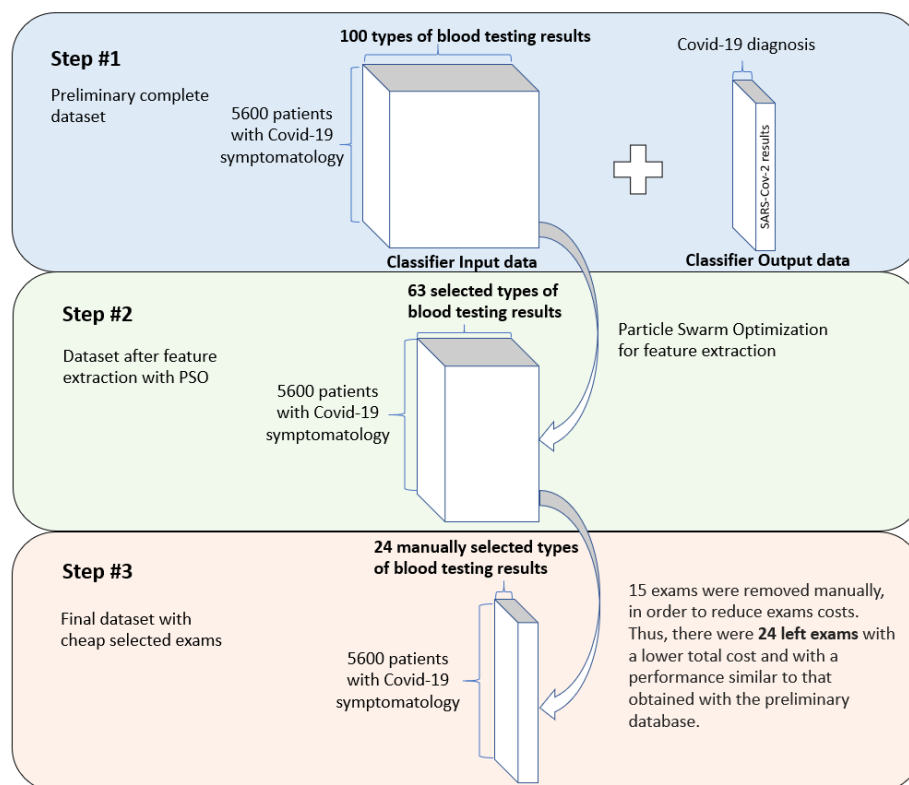 Step #1
Preliminary complete
dataset
100 types of blood testing results
5600 patients
with Covid-19
symptomatology
Classifier Input data
Covid-19 diagnosis
SARS-Cov-2 results
Classifier Output data
Step #2
Dataset after feature
extraction with PSO
63 selected types of
blood testing results
5600 patients
with Covid-19
symptomatology
Particle Swarm Optimization
for feature extraction
Step #3
Final dataset with
cheap selected exams
24 manually selected types
of blood testing results
5600 patients
with Covid-19
symptomatology
15 exams were removed manually,
in order to reduce exams costs.
Thus, there were 24 left exams with
a lower total cost and with a
performance similar to that
obtained with the preliminary
database.